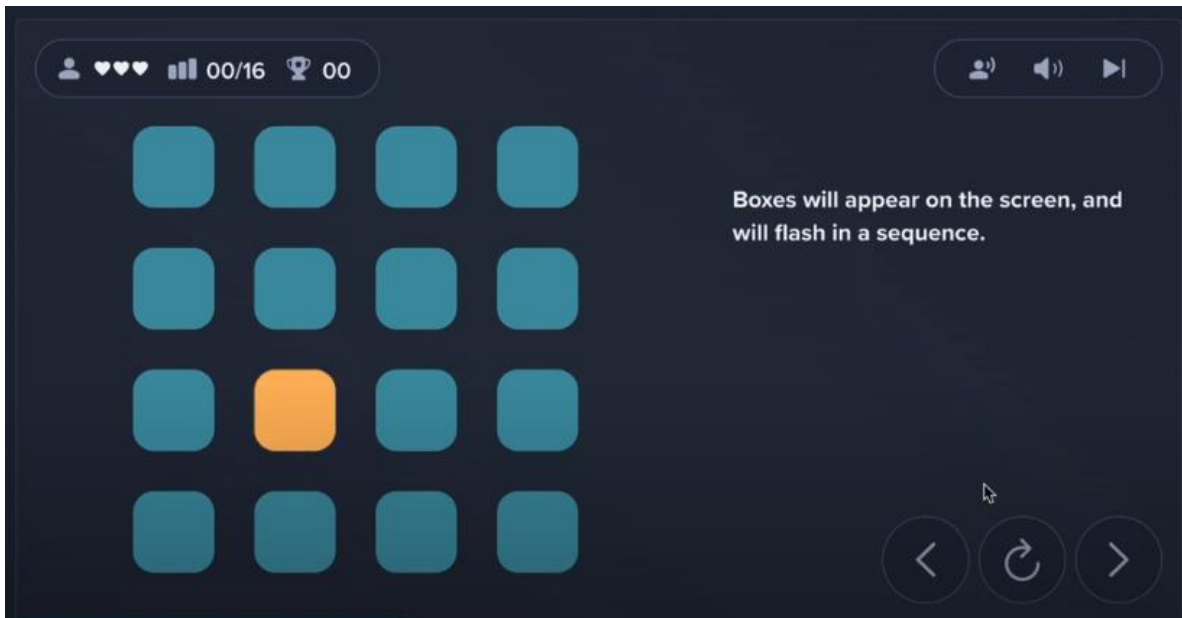 00/16 00
Boxes will appear on the screen, and
will flash in a sequence.